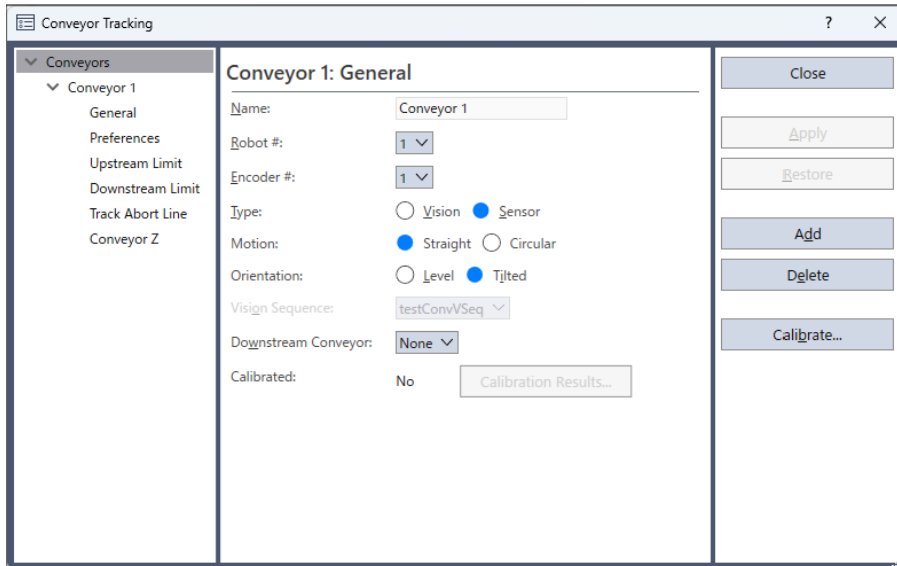 Conveyor Tracking
?
Conveyors
Conveyor 1
General
Preferences
Upstream Limit
Downstream Limit
Track Abort Line
Conveyor Z
Conveyor 1: General
Name: Conveyor 1
Robot #: 1
Encoder #: 1
Type: Vision Sensor
Motion: Straight Circular
Orientation: Level Tilted
Vision Sequence: testConvVSeq
Downstream Conveyor: None
Calibrated: No Calibration Results...
Close
Apply
Restore
Add
Delete
Calibrate...